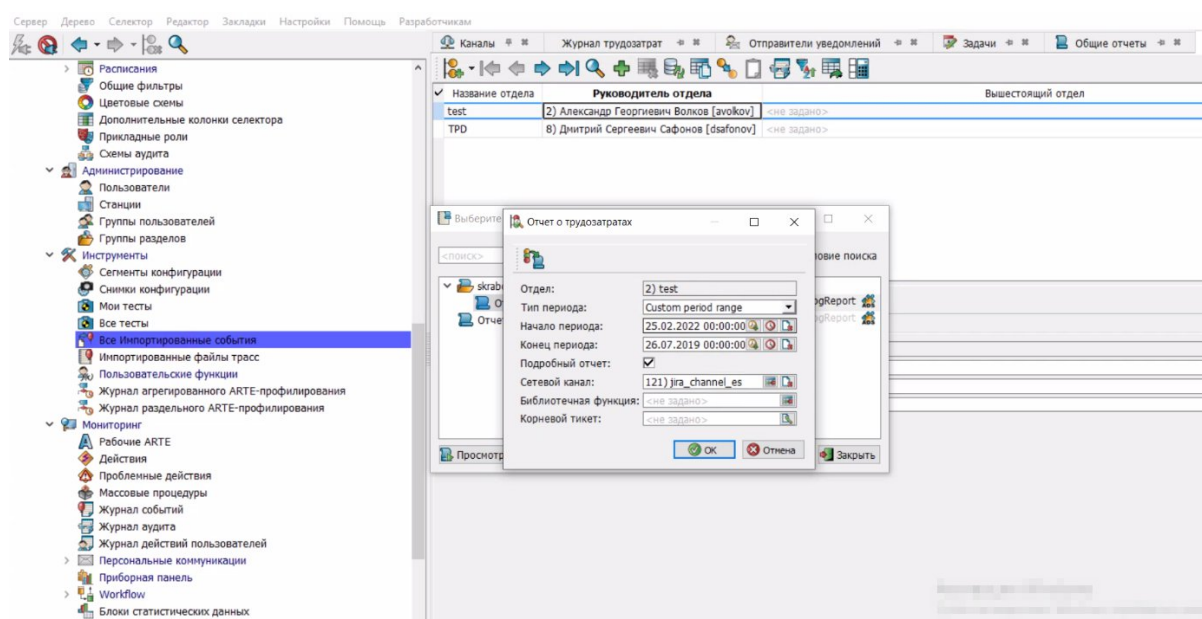 Сервер Дерево Селектор Редактор Закладки Настройки Помощь Разработчикам
Каналы Журнал трудозатрат Отправители уведомлений Задачи Общие отчеты
Расписания
Общие фильтры
Цветовые схемы
Дополнительные колонки селектора
Прикладные роли
Схемы аудита
Администрирование
Пользователи
Станции
Группы пользователей
Группы разделов
Инструменты
Сегменты конфигурации
Снимки конфигурации
Мои тесты
Все тесты
Все Импортированные события
Импортированные файлы трасс
Пользовательские функции
Журнал агрегированного ARTE-профилирования
Журнал раздельного ARTE-профилирования
Мониторинг
Рабочие ARTE
Действия
Проблемные действия
Массовые процедуры
Журнал событий
Журнал аудита
Журнал действий пользователей
Персональные коммуникации
Приборная панель
Workflow
Блоки статистических данных
Название отдела Руководитель отдела Вышестоящий отдел
test 2) Александр Георгиевич Волков [avolkov] <не задано>
TPD 8) Дмитрий Сергеевич Сафонов [dsafonov] <не задано>
Выберите
<поиск> овие поиска
skrab
О ogReport
Отче ogReport
Просмотр Закрыть
Отчет о трудозатратах
Отдел: 2) test
Тип периода: Custom period range
Начало периода: 25.02.2022 00:00:00
Конец периода: 26.07.2019 00:00:00
Подробный отчет:
Сетевой канал: 121) jira_channel_es
Библиотечная функция: <не задано>
Корневой тикет: <не задано>
ОК Отмена